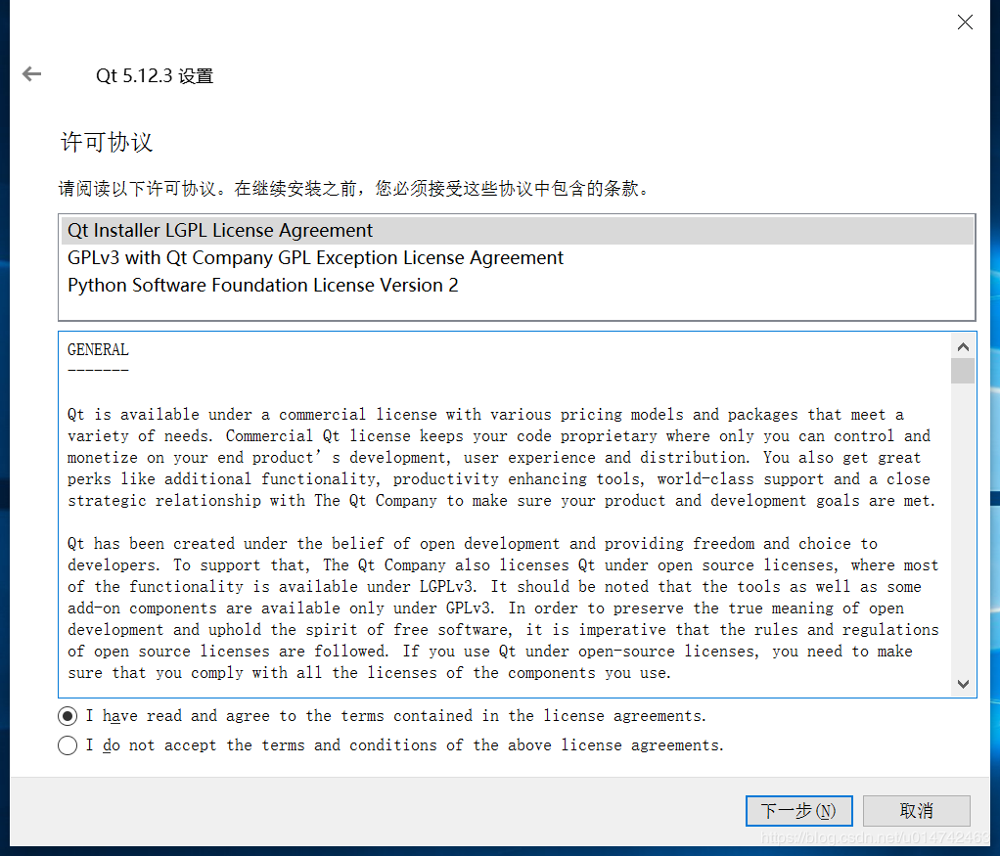 Qt 5.12.3 设置
许可协议
请阅读以下许可协议。在继续安装之前，您必须接受这些协议中包含的条款。
Qt Installer LGPL License Agreement
GPLv3 with Qt Company GPL Exception License Agreement
Python Software Foundation License Version 2
GENERAL
-------
Qt is available under a commercial license with various pricing models and packages that meet a
variety of needs. Commercial Qt license keeps your code proprietary where only you can control and
monetize on your end product’s development, user experience and distribution. You also get great
perks like additional functionality, productivity enhancing tools, world-class support and a close
strategic relationship with The Qt Company to make sure your product and development goals are met.
Qt has been created under the belief of open development and providing freedom and choice to
developers. To support that, The Qt Company also licenses Qt under open source licenses, where most
of the functionality is available under LGPLv3. It should be noted that the tools as well as some
add-on components are available only under GPLv3. In order to preserve the true meaning of open
development and uphold the spirit of free software, it is imperative that the rules and regulations
of open source licenses are followed. If you use Qt under open-source licenses, you need to make
sure that you comply with all the licenses of the components you use.
I have read and agree to the terms contained in the license agreements.
I do not accept the terms and conditions of the above license agreements.
下一步(N) 取消
https://blog.csdn.net/u014742463